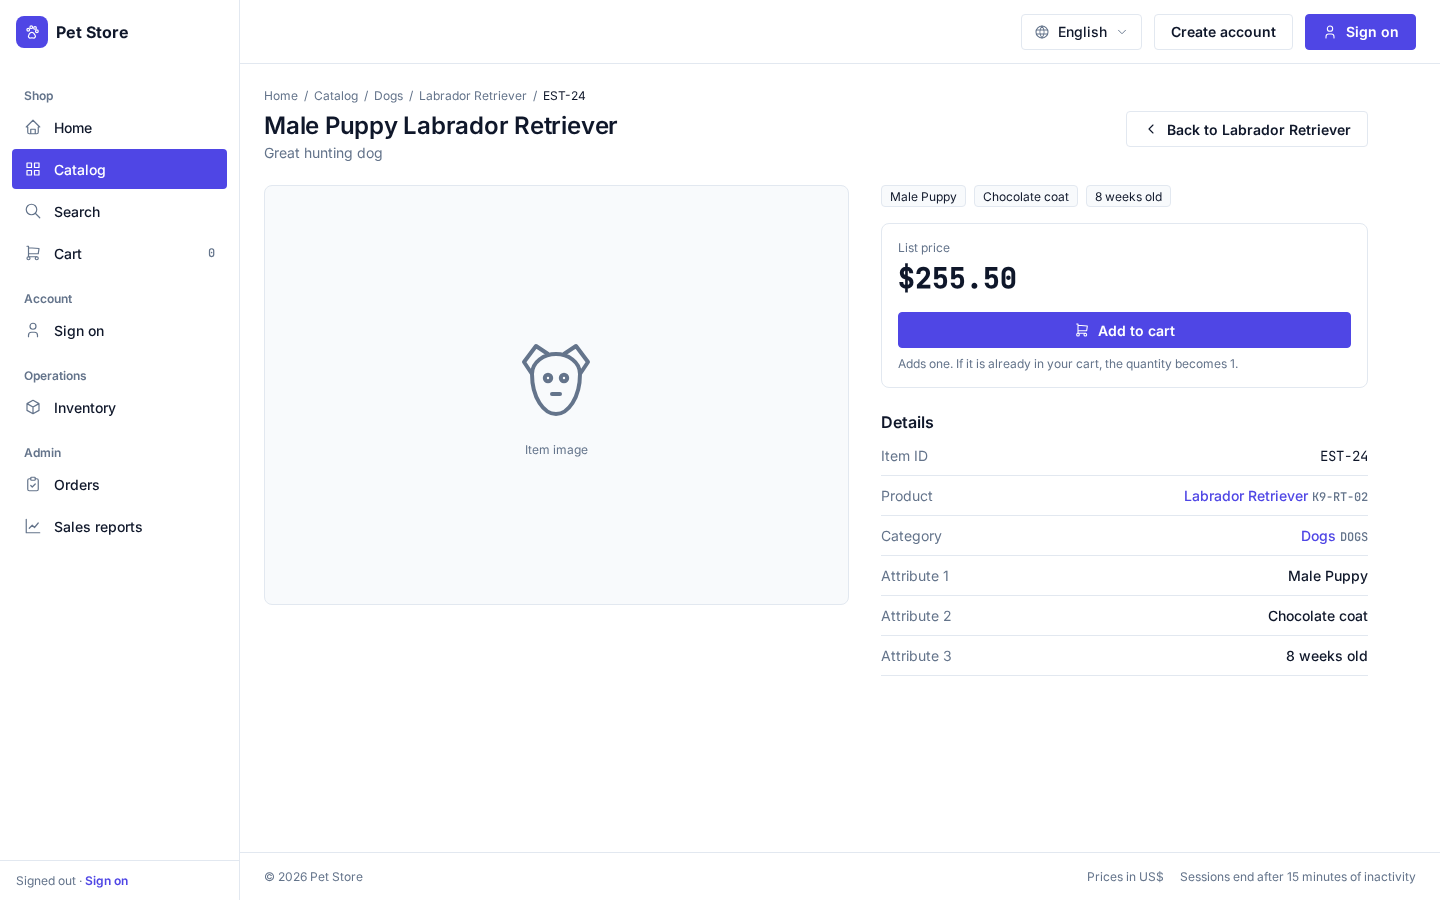 Pet Store
Shop
Home
Catalog
Search
Cart 0
Account
Sign on
Operations
Inventory
Admin
Orders
Sales reports
Signed out · Sign on
English
Create account
Sign on
Home / Catalog / Dogs / Labrador Retriever / EST-24
Male Puppy Labrador Retriever
Great hunting dog
Back to Labrador Retriever
Item image
Male Puppy Chocolate coat 8 weeks old
List price
$255.50
Add to cart
Adds one. If it is already in your cart, the quantity becomes 1.
Details
Item ID EST-24
Product Labrador Retriever K9-RT-02
Category Dogs DOGS
Attribute 1 Male Puppy
Attribute 2 Chocolate coat
Attribute 3 8 weeks old
© 2026 Pet Store
Prices in US$ Sessions end after 15 minutes of inactivity